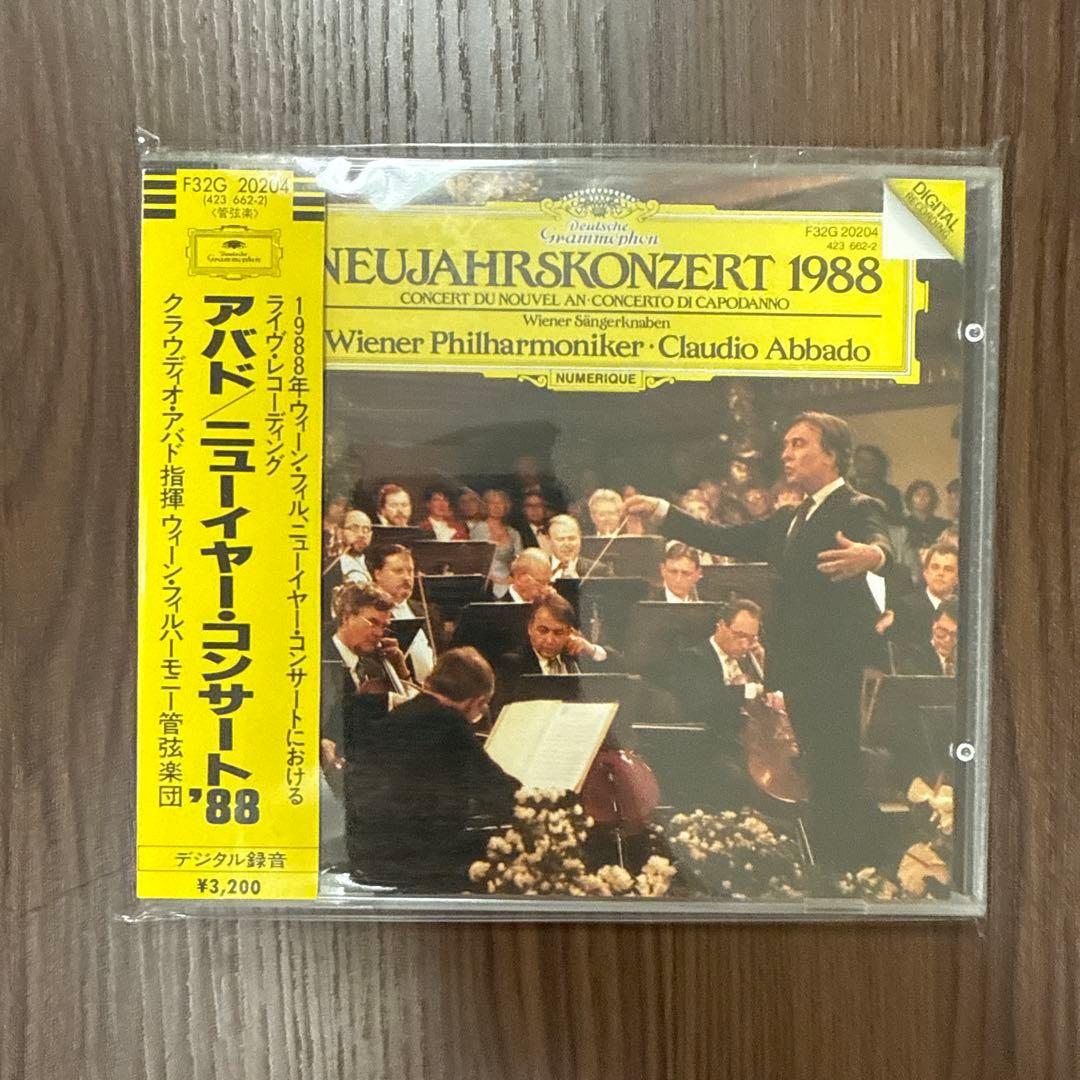 F32G 20204
(423 662-2)
〈管弦楽〉
Deutsche
Grammophon
1988年ウィーン・フィル、ニューイヤー・コンサートにおける
ライヴ・レコーディング
アバド/ニューイヤー・コンサート'88
クラウディオ・アバド指揮 ウィーン・フィルハーモニー管弦楽団
デジタル録音
¥3,200
Deutsche
Grammophon
F32G 20204
423 662-2
DIGITAL
RECORDING
NEUJAHRSKONZERT 1988
CONCERT DU NOUVEL AN · CONCERTO DI CAPODANNO
Wiener Sängerknaben
Wiener Philharmoniker · Claudio Abbado
NUMERIQUE